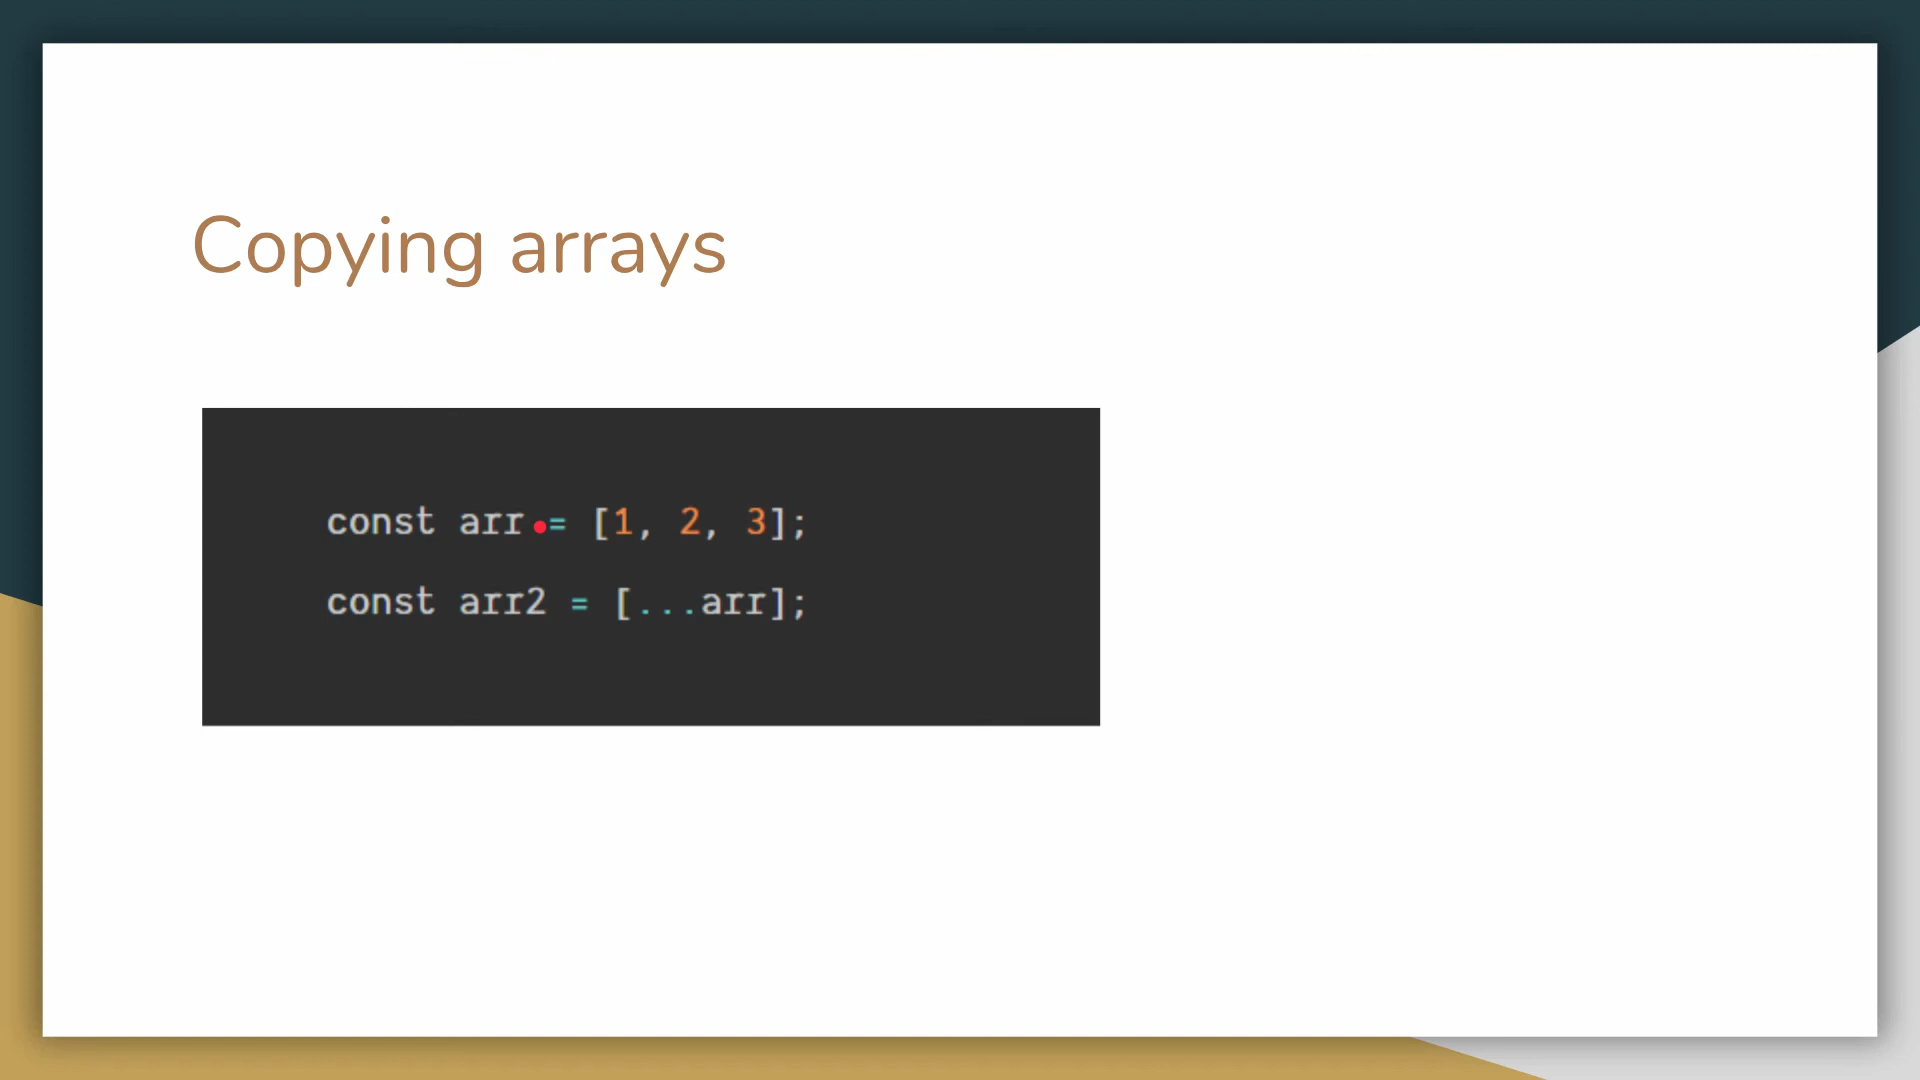 Copying arrays
const arr = [1, 2, 3];
const arr2 = [...arr];